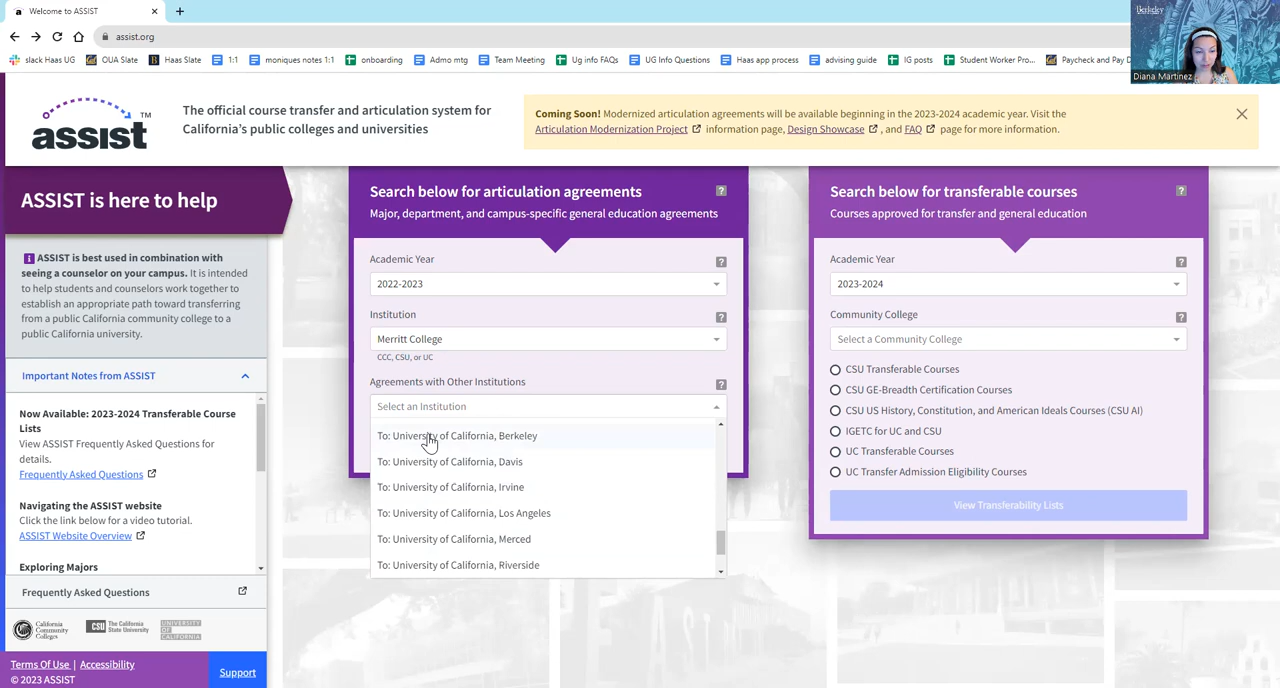 Welcome to ASSIST
assist.org
slack Haas UG
OUA Slate
Haas Slate
1:1
moniques notes 1:1
onboarding
Admo mtg
Team Meeting
Ug info FAQs
UG Info Questions
Haas app process
advising guide
IG posts
Student Worker Pro...
Paycheck and Pay D
Berkeley
Diana Martinez
assist TM
The official course transfer and articulation system for
California's public colleges and universities
Coming Soon! Modernized articulation agreements will be available beginning in the 2023-2024 academic year. Visit the
Articulation Modernization Project information page, Design Showcase , and FAQ page for more information.
ASSIST is here to help
ASSIST is best used in combination with
seeing a counselor on your campus. It is intended
to help students and counselors work together to
establish an appropriate path toward transferring
from a public California community college to a
public California university.
Important Notes from ASSIST
Now Available: 2023-2024 Transferable Course
Lists
View ASSIST Frequently Asked Questions for
details.
Frequently Asked Questions
Navigating the ASSIST website
Click the link below for a video tutorial.
ASSIST Website Overview
Exploring Majors
Frequently Asked Questions
California
Community
Colleges
CSU The California
State University
UNIVERSITY
OF
CALIFORNIA
Terms Of Use | Accessibility
© 2023 ASSIST
Support
Search below for articulation agreements
?
Major, department, and campus-specific general education agreements
Academic Year
?
2022-2023
Institution
?
Merritt College
CCC, CSU, or UC
Agreements with Other Institutions
?
Select an Institution
To: University of California, Berkeley
To: University of California, Davis
To: University of California, Irvine
To: University of California, Los Angeles
To: University of California, Merced
To: University of California, Riverside
Search below for transferable courses
?
Courses approved for transfer and general education
Academic Year
?
2023-2024
Community College
?
Select a Community College
CSU Transferable Courses
CSU GE-Breadth Certification Courses
CSU US History, Constitution, and American Ideals Courses (CSU AI)
IGETC for UC and CSU
UC Transferable Courses
UC Transfer Admission Eligibility Courses
View Transferability Lists